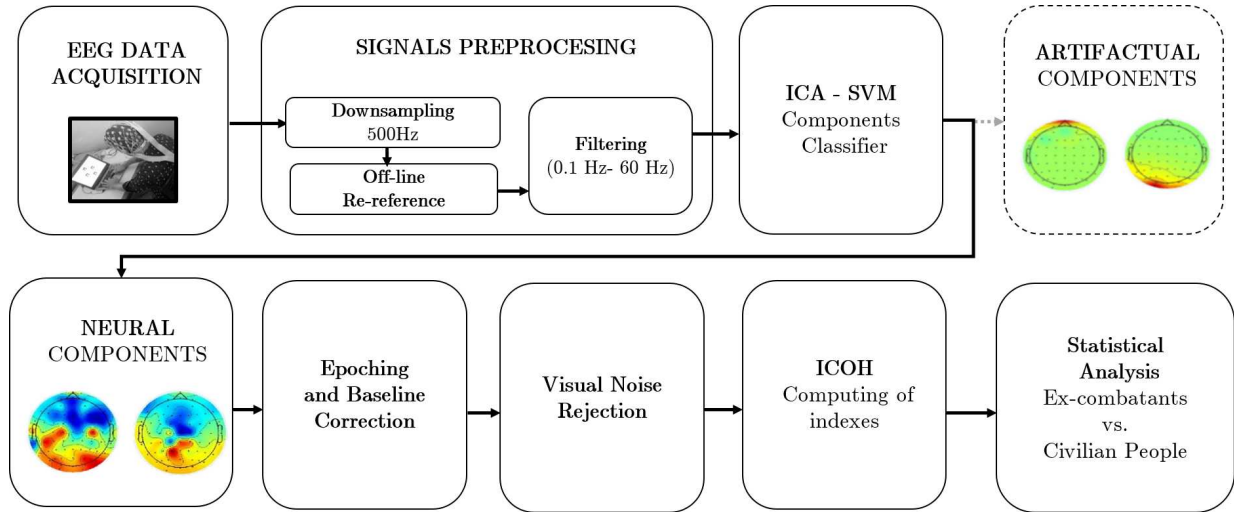 EEG DATA
ACQUISITION
SIGNALS PREPROCESING
Downsampling
500Hz
Off-line
Re-reference
Filtering
(0.1 Hz- 60 Hz)
ICA - SVM
Components
Classifier
ARTIFACTUAL
COMPONENTS
NEURAL
COMPONENTS
Epoching
and Baseline
Correction
Visual Noise
Rejection
ICOH
Computing of
indexes
Statistical
Analysis
Ex-combatants
vs.
Civilian People